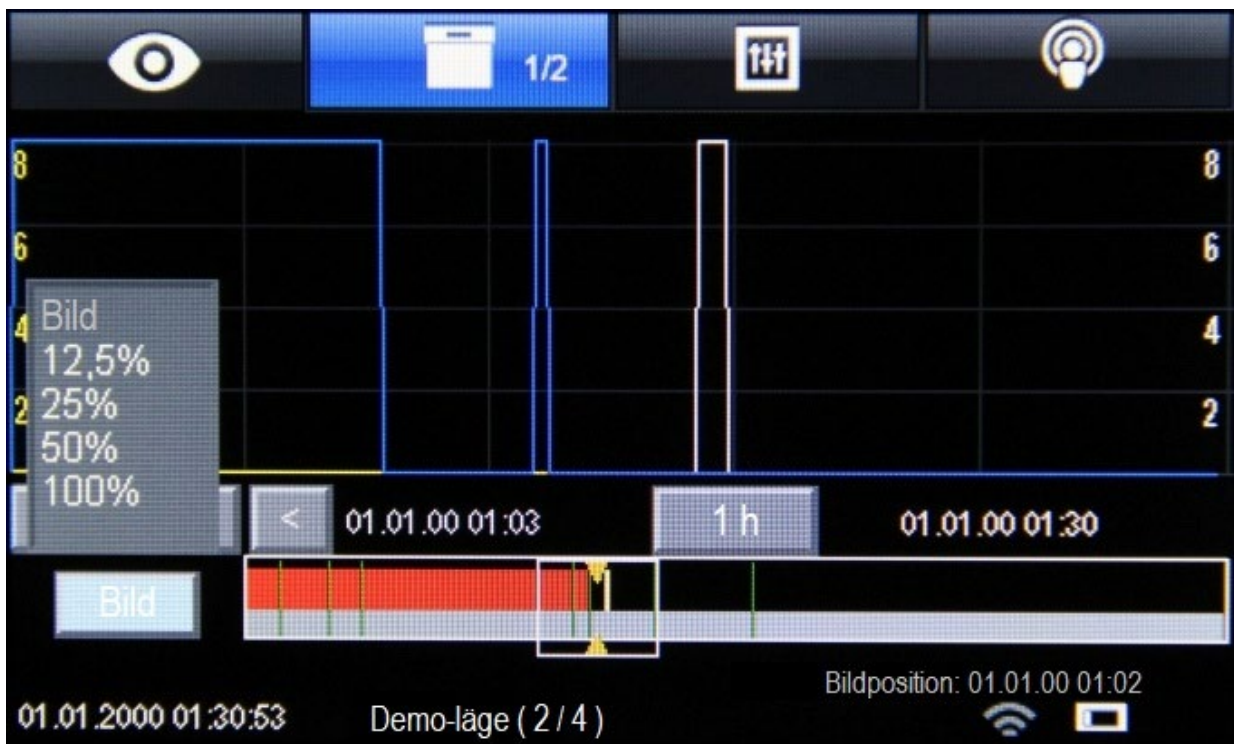 1/2
8 8
6 6
4 4
2 2
Bild
12,5%
25%
50%
100%
< 01.01.00 01:03 1 h 01.01.00 01:30
Bild
Bildposition: 01.01.00 01:02
01.01.2000 01:30:53 Demo-läge ( 2 / 4 )